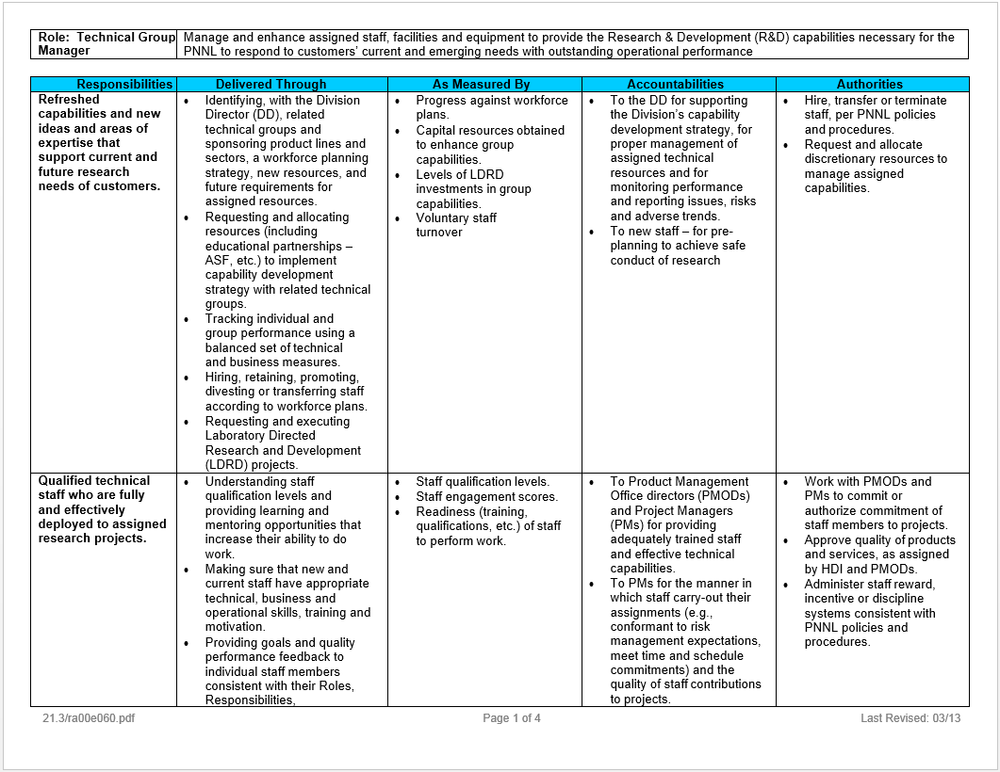 Role: Technical Group
Manager
Manage and enhance assigned staff, facilities and equipment to provide the Research & Development (R&D) capabilities necessary for the
PNNL to respond to customers' current and emerging needs with outstanding operational performance
Responsibilities
Delivered Through
As Measured By
Accountabilities
Authorities
Refreshed
capabilities and new
ideas and areas of
expertise that
support current and
future research
needs of customers.
• Identifying, with the Division
Director (DD), related
technical groups and
sponsoring product lines and
sectors, a workforce planning
strategy, new resources, and
future requirements for
assigned resources.
• Requesting and allocating
resources (including
educational partnerships –
ASF, etc.) to implement
capability development
strategy with related technical
groups.
• Tracking individual and
group performance using a
balanced set of technical
and business measures.
• Hiring, retaining, promoting,
divesting or transferring staff
according to workforce plans.
• Requesting and executing
Laboratory Directed
Research and Development
(LDRD) projects.
• Progress against workforce
plans.
• Capital resources obtained
to enhance group
capabilities.
• Levels of LDRD
investments in group
capabilities.
• Voluntary staff
turnover
• To the DD for supporting
the Division's capability
development strategy, for
proper management of
assigned technical
resources and for
monitoring performance
and reporting issues, risks
and adverse trends.
• To new staff – for pre-
planning to achieve safe
conduct of research
• Hire, transfer or terminate
staff, per PNNL policies
and procedures.
• Request and allocate
discretionary resources to
manage assigned
capabilities.
Qualified technical
staff who are fully
and effectively
deployed to assigned
research projects.
• Understanding staff
qualification levels and
providing learning and
mentoring opportunities that
increase their ability to do
work.
• Making sure that new and
current staff have appropriate
technical, business and
operational skills, training and
motivation.
• Providing goals and quality
performance feedback to
individual staff members
consistent with their Roles,
Responsibilities,
• Staff qualification levels.
• Staff engagement scores.
• Readiness (training,
qualifications, etc.) of staff
to perform work.
• To Product Management
Office directors (PMODs)
and Project Managers
(PMs) for providing
adequately trained staff
and effective technical
capabilities.
• To PMs for the manner in
which staff carry-out their
assignments (e.g.,
conformant to risk
management expectations,
meet time and schedule
commitments) and the
quality of staff contributions
to projects.
• Work with PMODs and
PMs to commit or
authorize commitment of
staff members to projects.
• Approve quality of products
and services, as assigned
by HDI and PMODs.
• Administer staff reward,
incentive or discipline
systems consistent with
PNNL policies and
procedures.
21.3/ra00e060.pdf
Page 1 of 4
Last Revised: 03/13